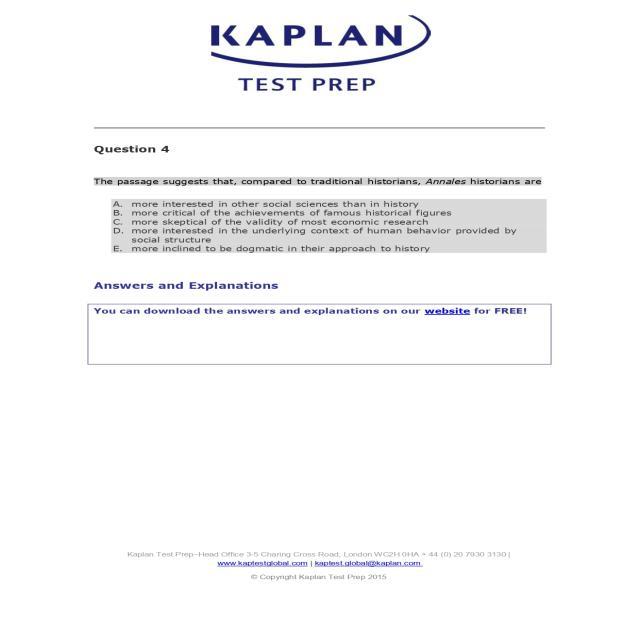 KAPLAN
TEST PREP
Question 4
The passage suggests that, compared to traditional historians, Annales historians are
A. more interested in other social sciences than in history
B. more critical of the achievements of famous historical figures
C. more skeptical of the validity of most economic research
D. more interested in the underlying context of human behavior provided by
social structure
E. more inclined to be dogmatic in their approach to history
Answers and Explanations
You can download the answers and explanations on our website for FREE!
Kaplan Test Prep–Head Office 3-5 Charing Cross Road, London WC2H 0HA + 44 (0) 20 7930 3130 |
www.kaptestglobal.com | kaptest.global@kaplan.com
© Copyright Kaplan Test Prep 2015